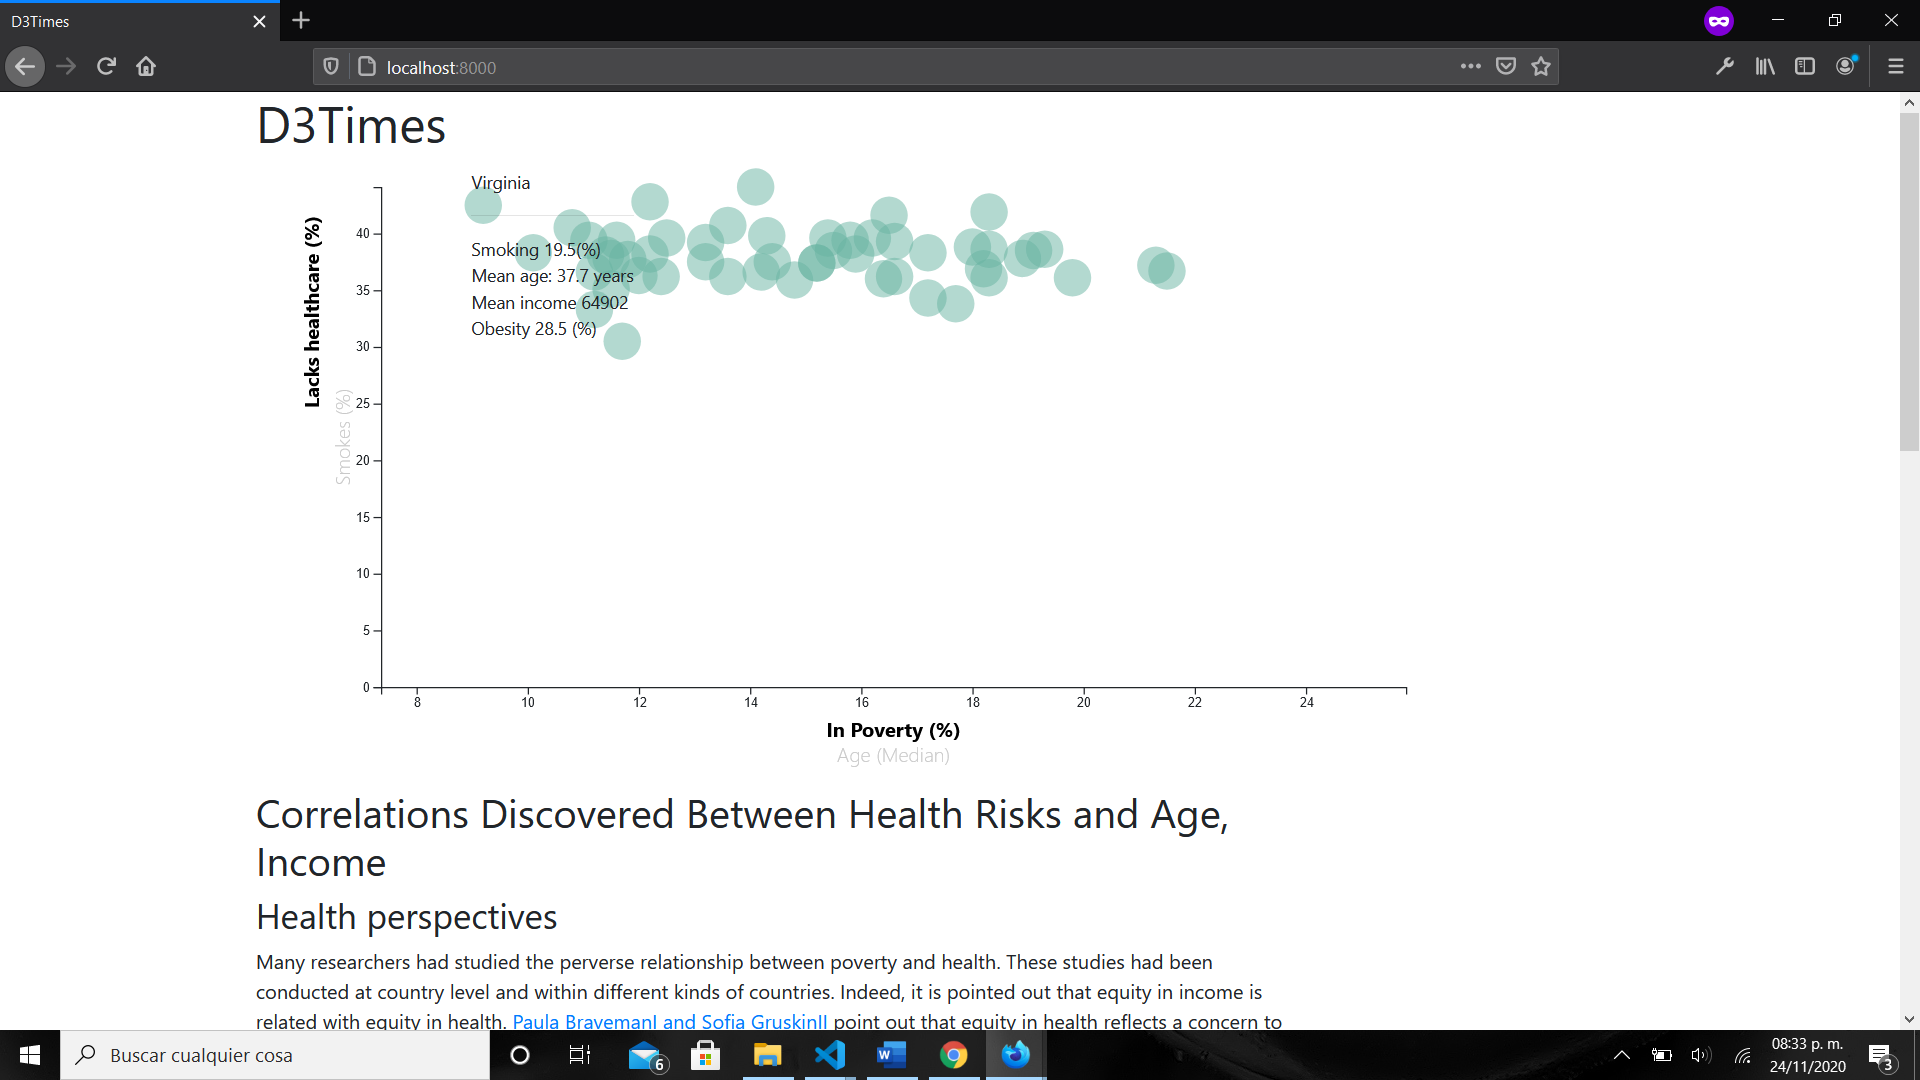 D3Times
localhost:8000
D3Times
Virginia
Smoking 19.5(%)
Mean age: 37.7 years
Mean income 64902
Obesity 28.5 (%)
Lacks healthcare (%)
Smokes (%)
40
35
30
25
20
15
10
5
0
8 10 12 14 16 18 20 22 24
In Poverty (%)
Age (Median)
Correlations Discovered Between Health Risks and Age,
Income
Health perspectives
Many researchers had studied the perverse relationship between poverty and health. These studies had been
conducted at country level and within different kinds of countries. Indeed, it is pointed out that equity in income is
related with equity in health. Paula BravemanI and Sofia GruskinII point out that equity in health reflects a concern to
Buscar cualquier cosa
6
08:33 p. m.
24/11/2020
3